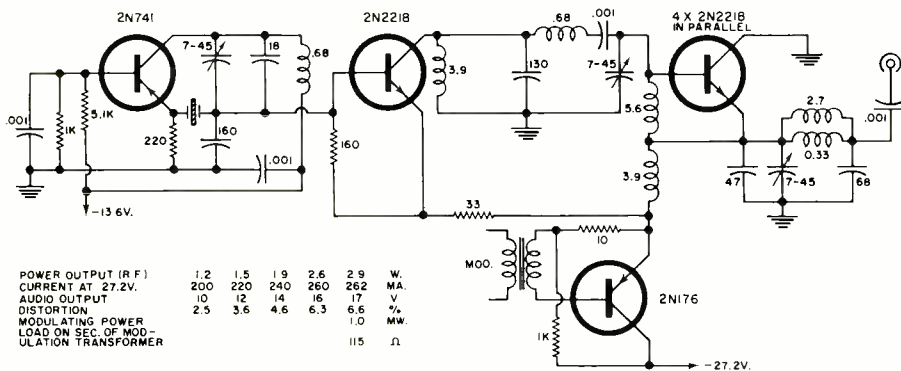 2N741
2N2218
4 X 2N2218
IN PARALLEL
7-45
18
.68
.68
.001
3.9
130
7-45
5.6
.001
1K
5.1K
220
160
.001
160
3.9
2.7
0.33
.001
47
7-45
68
-13.6V.
33
10
MOD.
2N176
1K
-27.2V.
POWER OUTPUT (R F) 1.2 1.5 1.9 2.6 2.9 W.
CURRENT AT 27.2V. 200 220 240 260 262 MA.
AUDIO OUTPUT 10 12 14 16 17 V
DISTORTION 2.5 3.6 4.6 6.3 6.6 %
MODULATING POWER 1.0 MW.
LOAD ON SEC. OF MOD-
ULATION TRANSFORMER 115 Ω